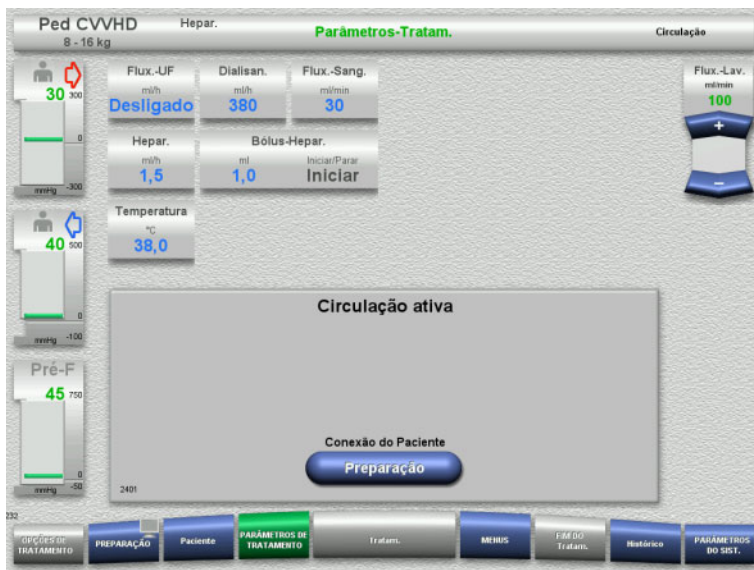 Ped CVVHD
Hepar.
8 - 16 kg
Parâmetros-Tratam.
Circulação
30
300
0
-300
mmHg
Flux.-UF
ml/h
Desligado
Dialisan.
ml/h
380
Flux.-Sang.
ml/min
30
Flux.-Lav.
ml/min
100
+
−
Hepar.
ml/h
1,5
Bólus-Hepar.
ml
Iniciar/Parar
1,0
Iniciar
40
500
0
-100
mmHg
Temperatura
°C
38,0
Pré-F
45
750
0
-50
mmHg
Circulação ativa
Conexão do Paciente
Preparação
2401
232
OPÇÕES DE
TRATAMENTO
PREPARAÇÃO
Paciente
PARÂMETROS DE
TRATAMENTO
Tratam.
MENUS
FIM DO
Tratam.
Histórico
PARÂMETROS
DO SIST.